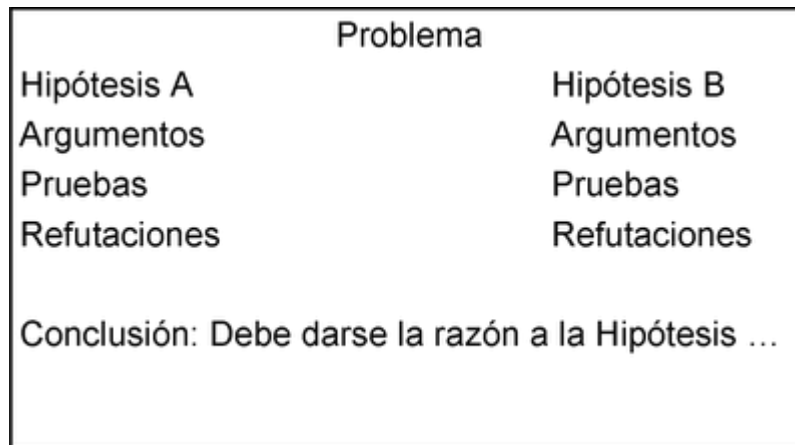 Problema
Hipótesis A Hipótesis B
Argumentos Argumentos
Pruebas Pruebas
Refutaciones Refutaciones
Conclusión: Debe darse la razón a la Hipótesis …